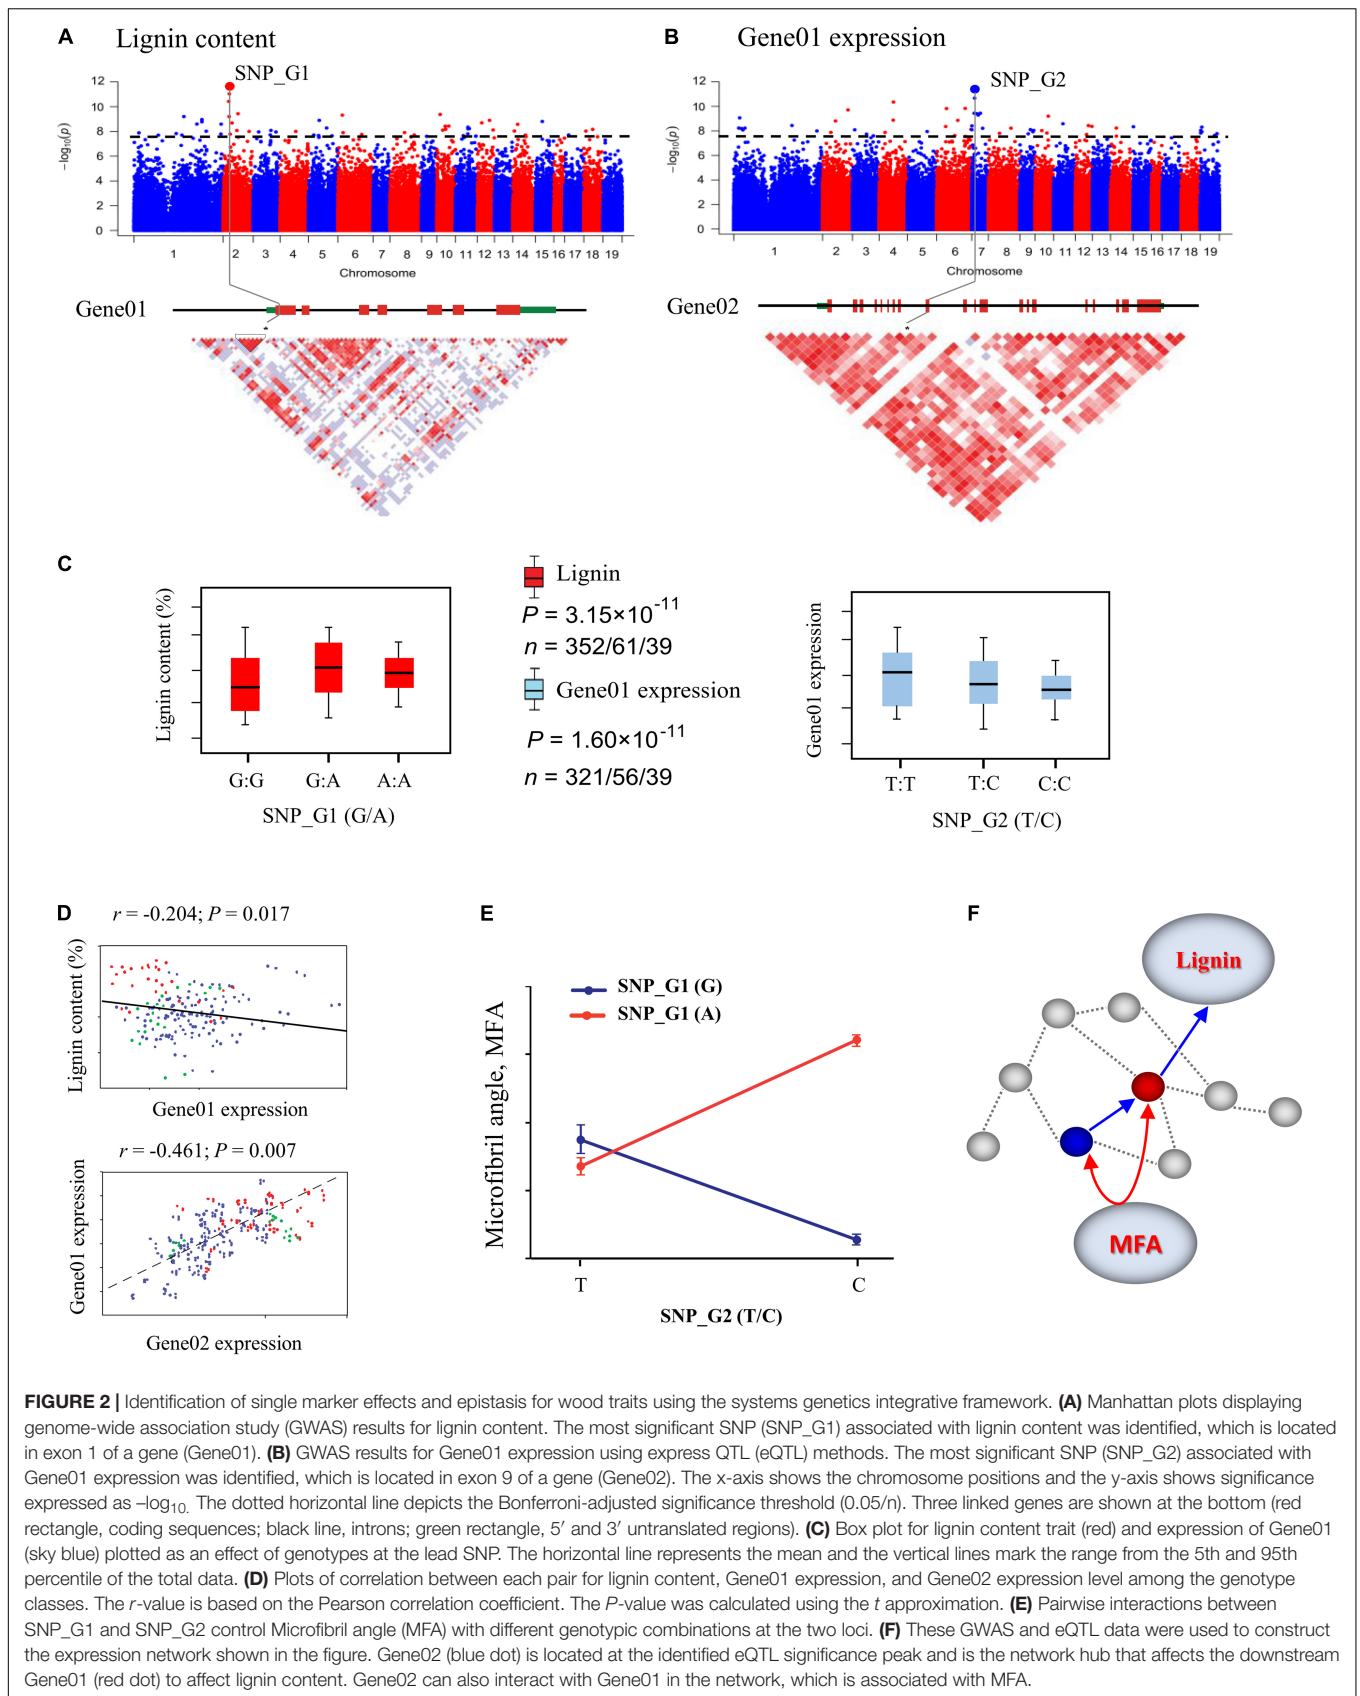 A Lignin content
SNP_G1
12
10
8
6
4
2
0
–log10(p)
1 2 3 4 5 6 7 8 9 10 11 12 13 14 15 16 17 18 19
Chromosome
Gene01
*
B Gene01 expression
SNP_G2
12
10
8
6
4
2
0
–log10(p)
1 2 3 4 5 6 7 8 9 10 11 12 13 14 15 16 17 18 19
Chromosome
Gene02
*
C
Lignin content (%)
G:G G:A A:A
SNP_G1 (G/A)
Lignin
P = 3.15×10-11
n = 352/61/39
Gene01 expression
P = 1.60×10-11
n = 321/56/39
Gene01 expression
T:T T:C C:C
SNP_G2 (T/C)
D
r = -0.204; P = 0.017
Lignin content (%)
Gene01 expression
r = -0.461; P = 0.007
Gene01 expression
Gene02 expression
E
SNP_G1 (G)
SNP_G1 (A)
Microfibril angle, MFA
T C
SNP_G2 (T/C)
F
Lignin
MFA
FIGURE 2 | Identification of single marker effects and epistasis for wood traits using the systems genetics integrative framework. (A) Manhattan plots displaying
genome-wide association study (GWAS) results for lignin content. The most significant SNP (SNP_G1) associated with lignin content was identified, which is located
in exon 1 of a gene (Gene01). (B) GWAS results for Gene01 expression using express QTL (eQTL) methods. The most significant SNP (SNP_G2) associated with
Gene01 expression was identified, which is located in exon 9 of a gene (Gene02). The x-axis shows the chromosome positions and the y-axis shows significance
expressed as –log10. The dotted horizontal line depicts the Bonferroni-adjusted significance threshold (0.05/n). Three linked genes are shown at the bottom (red
rectangle, coding sequences; black line, introns; green rectangle, 5′ and 3′ untranslated regions). (C) Box plot for lignin content trait (red) and expression of Gene01
(sky blue) plotted as an effect of genotypes at the lead SNP. The horizontal line represents the mean and the vertical lines mark the range from the 5th and 95th
percentile of the total data. (D) Plots of correlation between each pair for lignin content, Gene01 expression, and Gene02 expression level among the genotype
classes. The r-value is based on the Pearson correlation coefficient. The P-value was calculated using the t approximation. (E) Pairwise interactions between
SNP_G1 and SNP_G2 control Microfibril angle (MFA) with different genotypic combinations at the two loci. (F) These GWAS and eQTL data were used to construct
the expression network shown in the figure. Gene02 (blue dot) is located at the identified eQTL significance peak and is the network hub that affects the downstream
Gene01 (red dot) to affect lignin content. Gene02 can also interact with Gene01 in the network, which is associated with MFA.